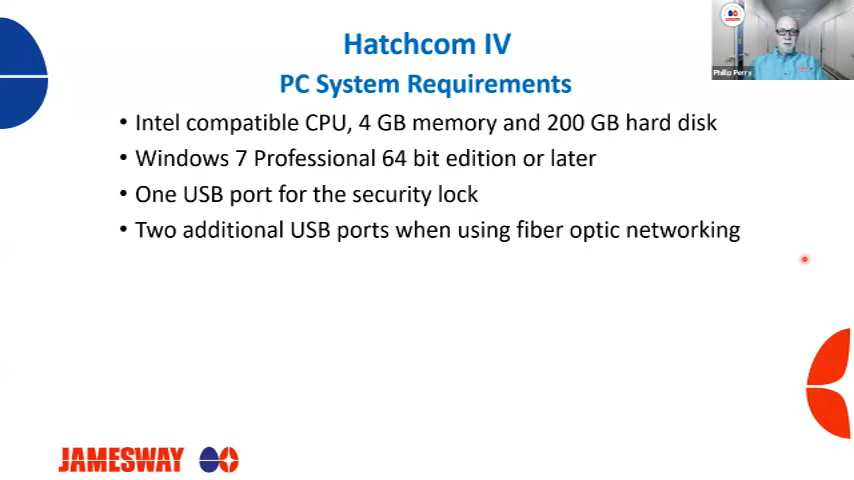 Hatchcom IV
PC System Requirements
• Intel compatible CPU, 4 GB memory and 200 GB hard disk
• Windows 7 Professional 64 bit edition or later
• One USB port for the security lock
• Two additional USB ports when using fiber optic networking
Phillip Perry
JAMESWAY